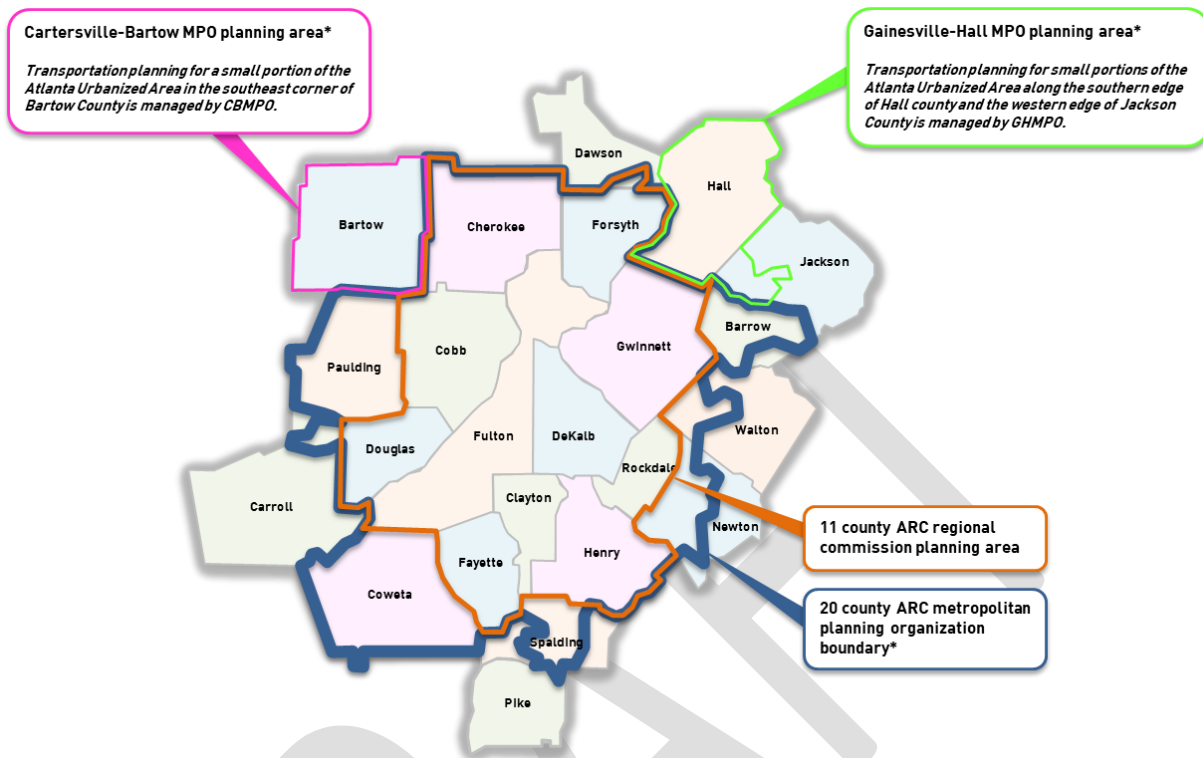 Cartersville-Bartow MPO planning area*
Transportation planning for a small portion of the
Atlanta Urbanized Area in the southeast corner of
Bartow County is managed by CBMPO.
Gainesville-Hall MPO planning area*
Transportation planning for small portions of the
Atlanta Urbanized Area along the southern edge
of Hall county and the western edge of Jackson
County is managed by GHMPO.
Dawson
Hall
Bartow
Cherokee
Forsyth
Jackson
Barrow
Cobb
Gwinnett
Paulding
Walton
Fulton
DeKalb
Douglas
Rockdale
Clayton
Carroll
Newton
Henry
Fayette
Coweta
Spalding
Pike
11 county ARC regional
commission planning area
20 county ARC metropolitan
planning organization
boundary*